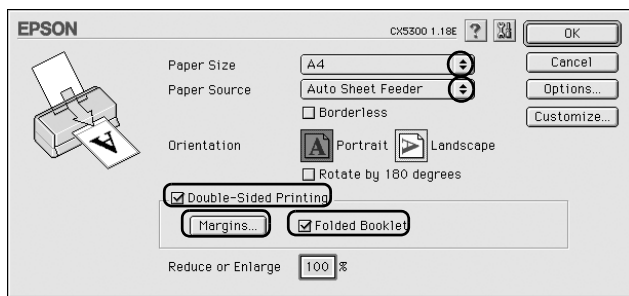 EPSON
CX5300 1.18E ? OK
Paper Size A4 Cancel
Paper Source Auto Sheet Feeder Options...
Borderless Customize...
Orientation A Portrait A Landscape
Rotate by 180 degrees
Double-Sided Printing
Margins... Folded Booklet
Reduce or Enlarge 100 %
A